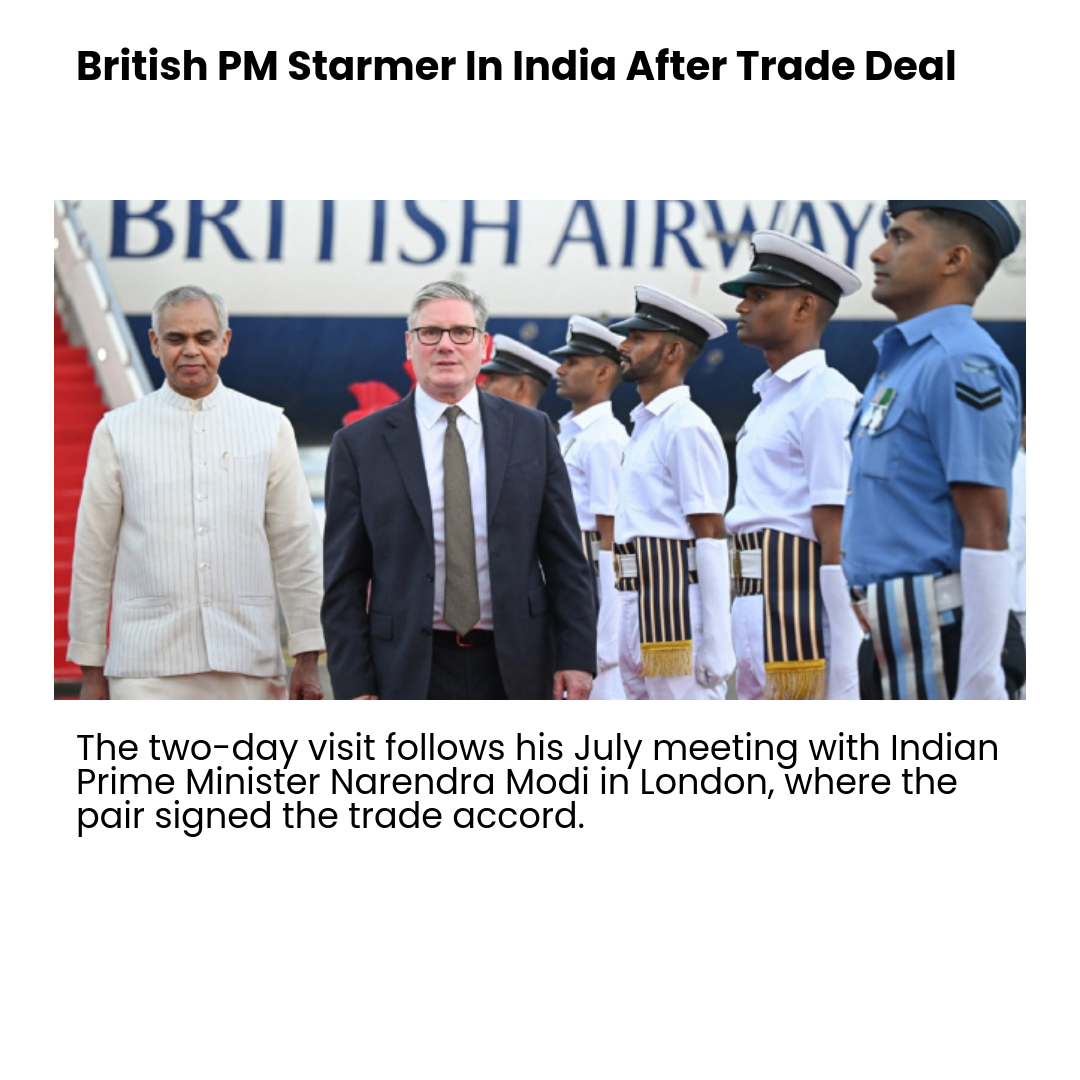 British PM Starmer In India After Trade Deal
BRITISH AIRWAYS
The two-day visit follows his July meeting with Indian
Prime Minister Narendra Modi in London, where the
pair signed the trade accord.